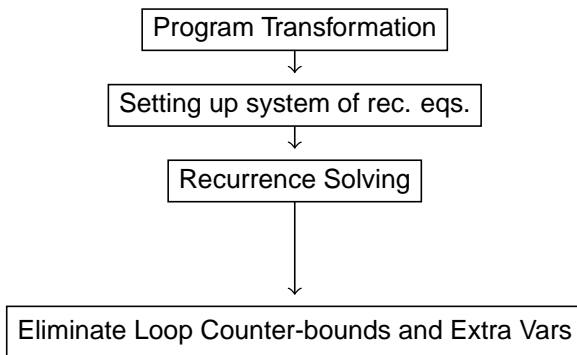 Program Transformation
Setting up system of rec. eqs.
Recurrence Solving
Eliminate Loop Counter-bounds and Extra Vars